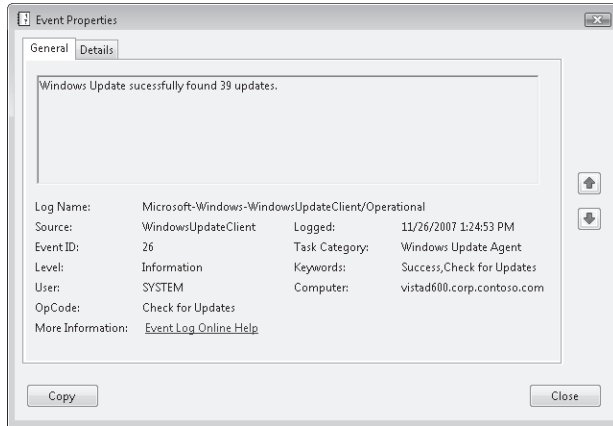 Event Properties
General Details
Windows Update sucessfully found 39 updates.
Log Name: Microsoft-Windows-WindowsUpdateClient/Operational
Source: WindowsUpdateClient Logged: 11/26/2007 1:24:53 PM
Event ID: 26 Task Category: Windows Update Agent
Level: Information Keywords: Success,Check for Updates
User: SYSTEM Computer: vistad600.corp.contoso.com
OpCode: Check for Updates
More Information: Event Log Online Help
Copy Close